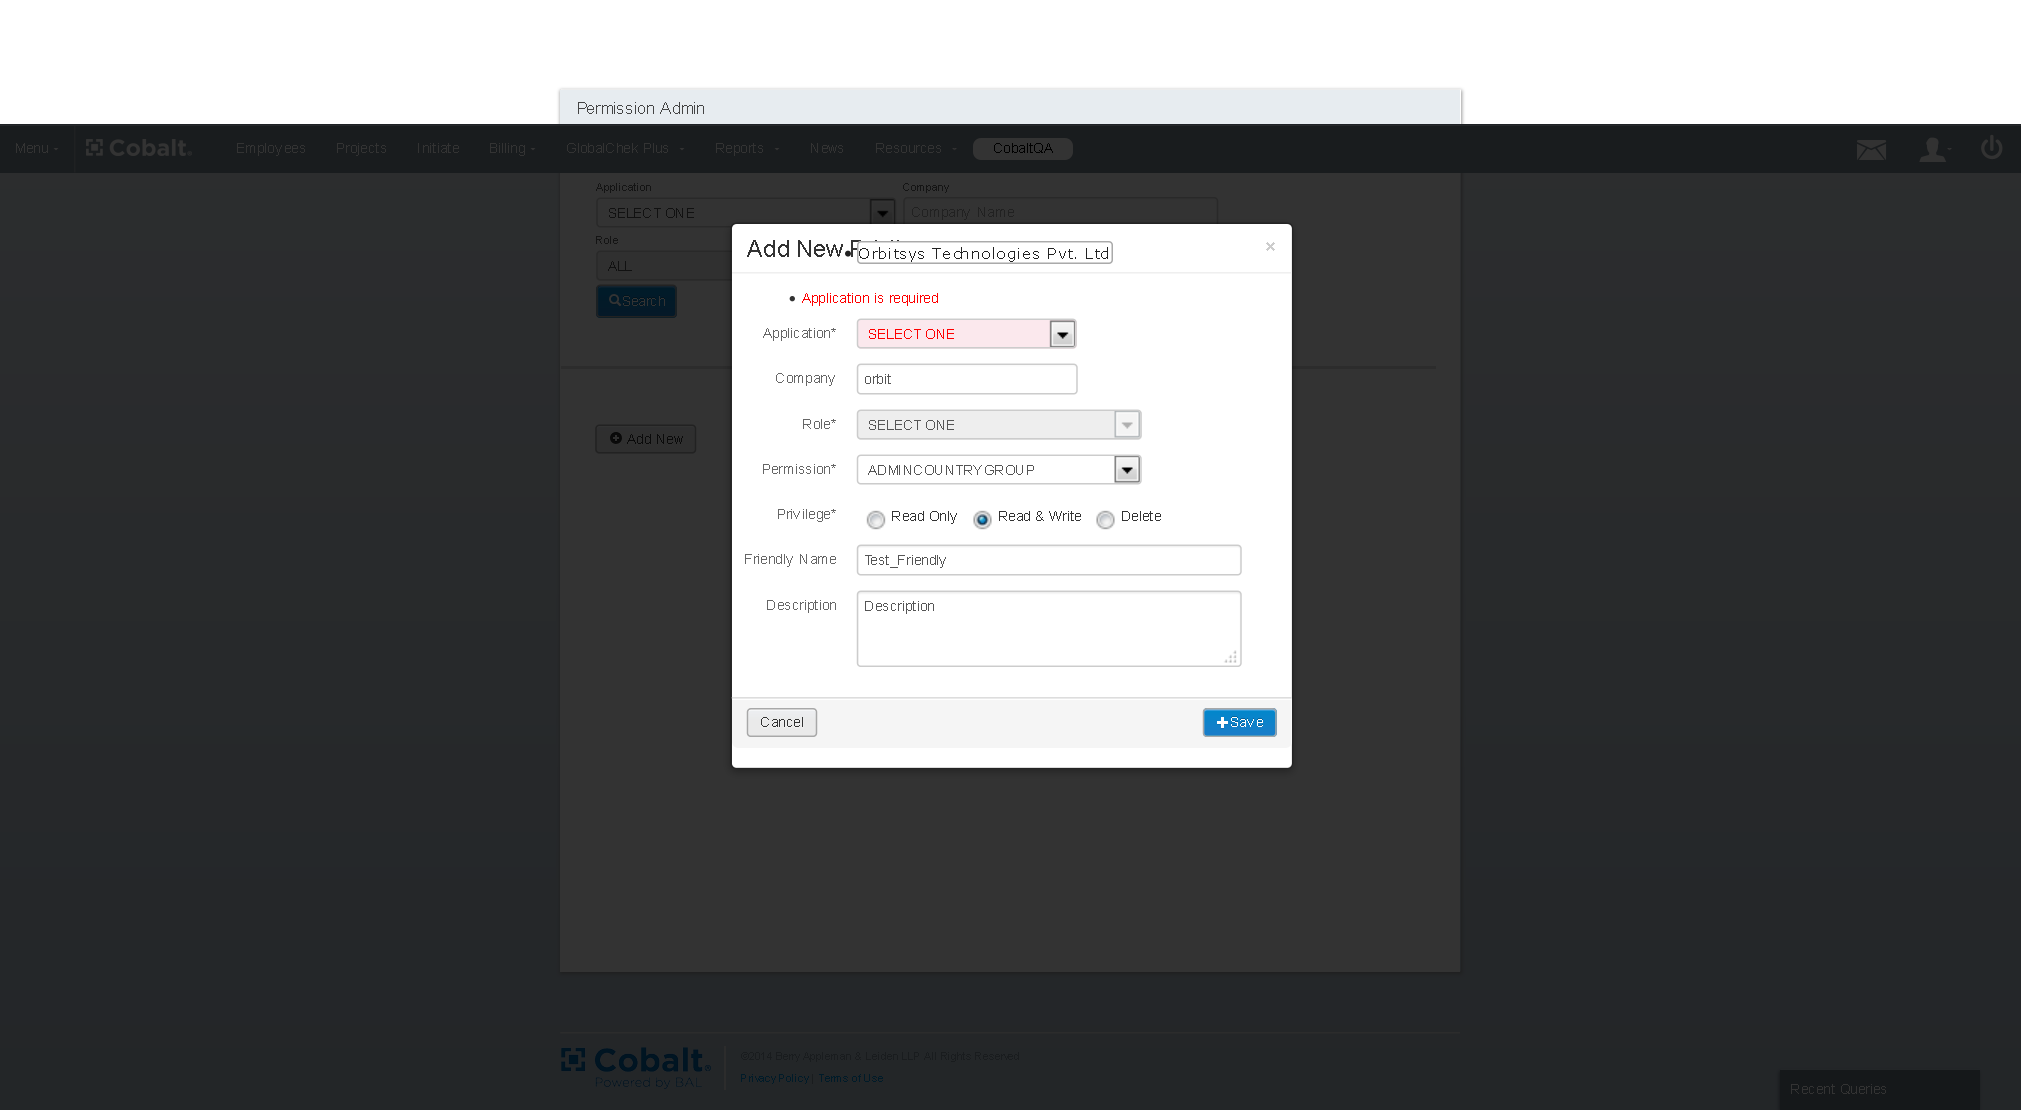 Permission Admin
Menu
Cobalt.
Employees
Projects
Initiate
Billing
GlobalChek Plus
Reports
News
Resources
CobaltQA
Application
Company
SELECT ONE
Company Name
Role
ALL
Search
Add New
Add New
Orbitsys Technologies Pvt. Ltd
×
Application is required
Application*
SELECT ONE
Company
orbit
Role*
SELECT ONE
Permission*
ADMINCOUNTRYGROUP
Privilege*
Read Only
Read & Write
Delete
Friendly Name
Test_Friendly
Description
Description
Cancel
Save
Cobalt.
Powered by BAL
©2014 Berry Appleman & Leiden LLP. All Rights Reserved
Privacy Policy | Terms of Use
Recent Queries